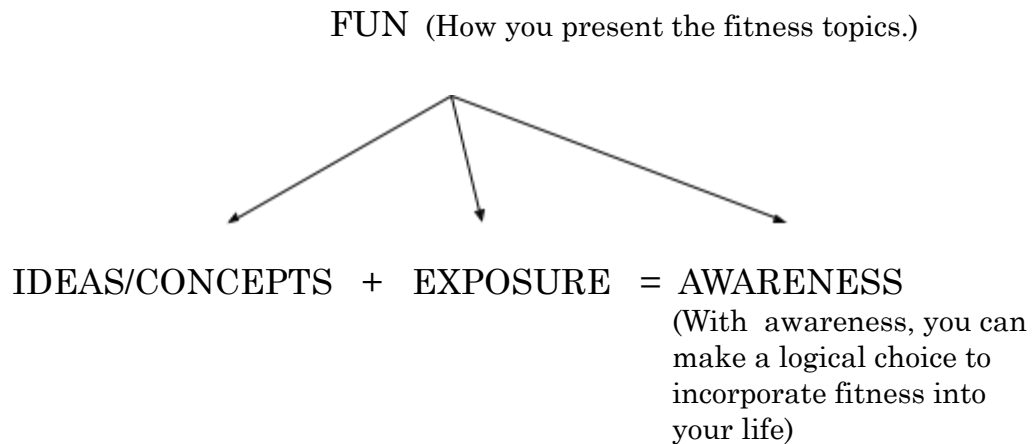 FUN (How you present the fitness topics.)
IDEAS/CONCEPTS + EXPOSURE = AWARENESS
(With awareness, you can
make a logical choice to
incorporate fitness into
your life)